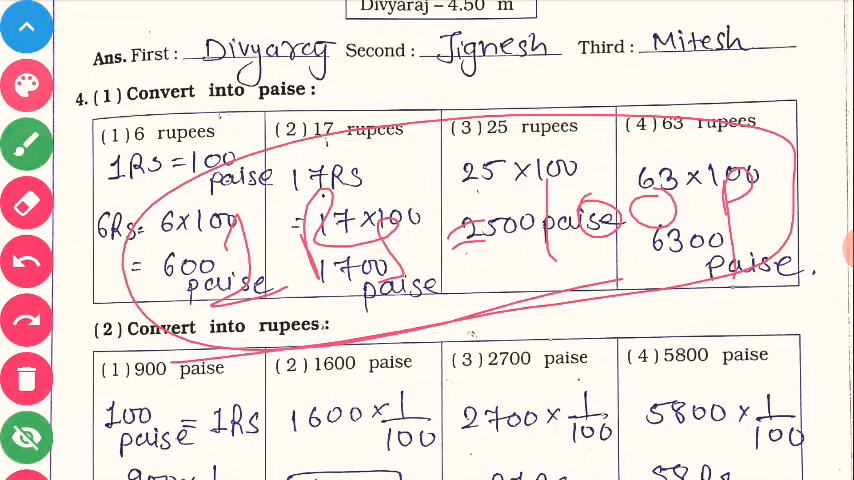 Divyaraj – 4.50 m
Ans. First : Divyaraj Second : Jignesh Third : Mitesh
4. (1) Convert into paise :
(1) 6 rupees (2) 17 rupees (3) 25 rupees (4) 63 rupees
1RS = 100 paise 17RS 25 × 100 63 × 100
6RS = 6 × 100 = 17 × 100 2500 paise 6300 paise.
= 600 paise 1700 paise
(2) Convert into rupees :
(1) 900 paise (2) 1600 paise (3) 2700 paise (4) 5800 paise
100 paise = 1RS 1600 × 1/100 2700 × 1/100 5800 × 1/100
58 Rs